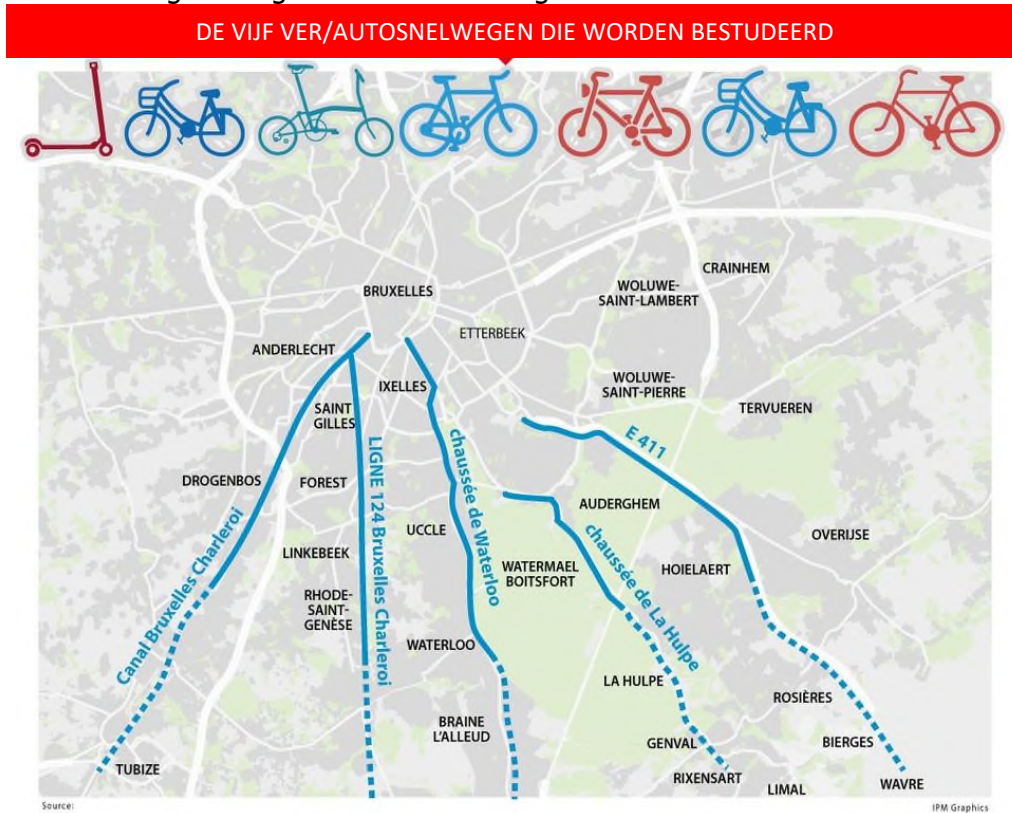 DE VIJF VER/AUTOSNELWEGEN DIE WORDEN BESTUDEERD
CRAINHEM
BRUXELLES
WOLUWE-
SAINT-LAMBERT
ETTERBEEK
ANDERLECHT
IXELLES
WOLUWE-
SAINT-PIERRE
TERVUEREN
SAINT
GILLES
E 411
LIGNE 124 Bruxelles Charleroi
chaussée de Waterloo
DROGENBOS
FOREST
AUDERGHEM
UCCLE
OVERIJSE
Canal Bruxelles Charleroi
LINKEBEEK
chaussée de La Hulpe
WATERMAEL
BOITSFORT
HOIELAERT
RHODE-
SAINT-
GENÈSE
WATERLOO
LA HULPE
ROSIÈRES
BRAINE
L'ALLEUD
GENVAL
BIERGES
TUBIZE
RIXENSART
LIMAL
WAVRE
Source:
IPM Graphics